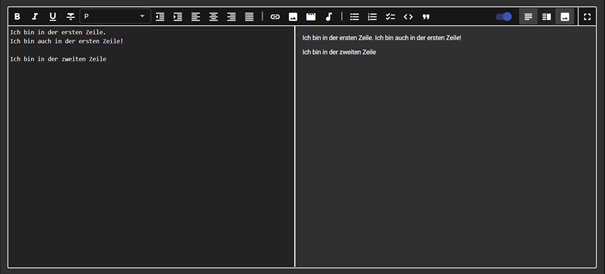 B I U T P
Ich bin in der ersten Zeile.
Ich bin auch in der ersten Zeile!
Ich bin in der zweiten Zeile
Ich bin in der ersten Zeile. Ich bin auch in der ersten Zeile!
Ich bin in der zweiten Zeile